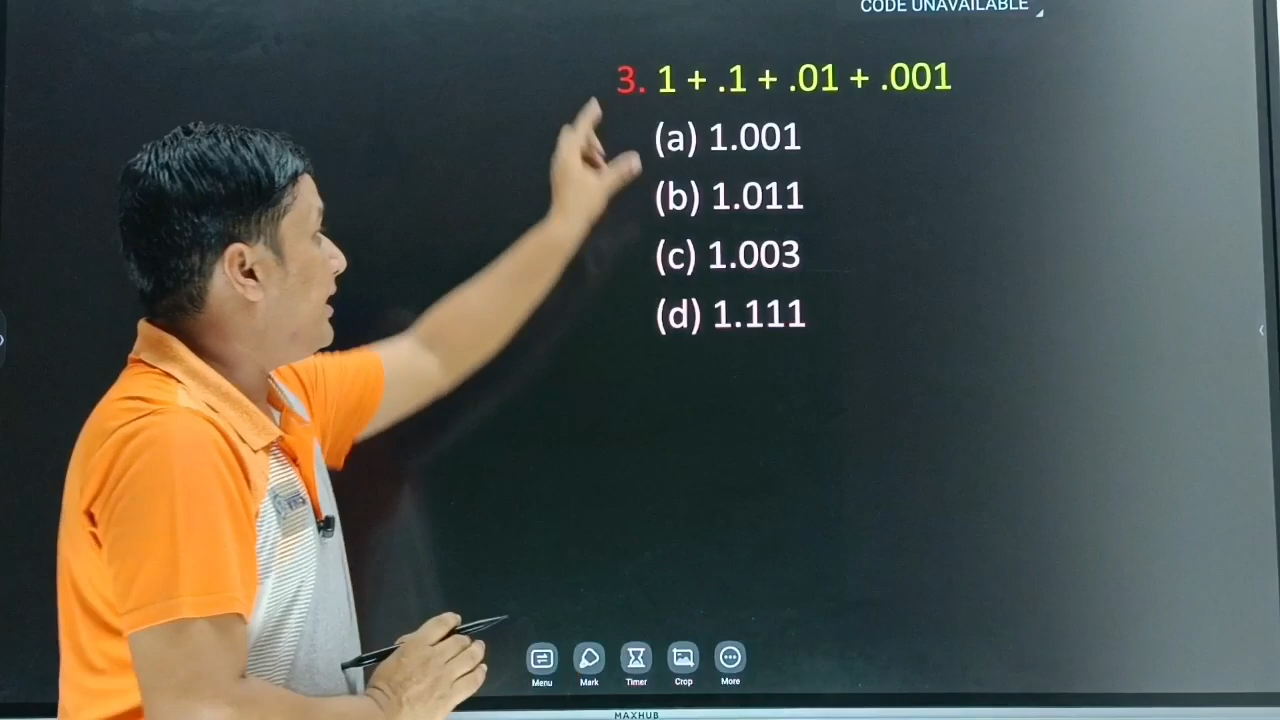 CODE UNAVAILABLE
3. 1 + .1 + .01 + .001
(a) 1.001
(b) 1.011
(c) 1.003
(d) 1.111
Menu Mark Timer Crop More
MAXHUB